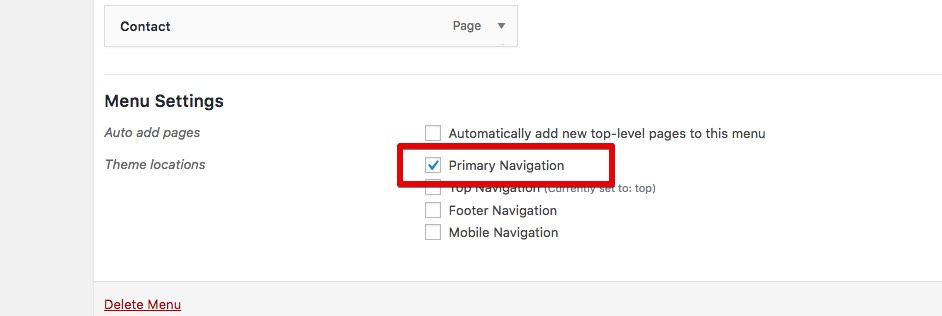 Contact Page
Menu Settings
Auto add pages Automatically add new top-level pages to this menu
Theme locations Primary Navigation
Top Navigation (Currently set to: top)
Footer Navigation
Mobile Navigation
Delete Menu